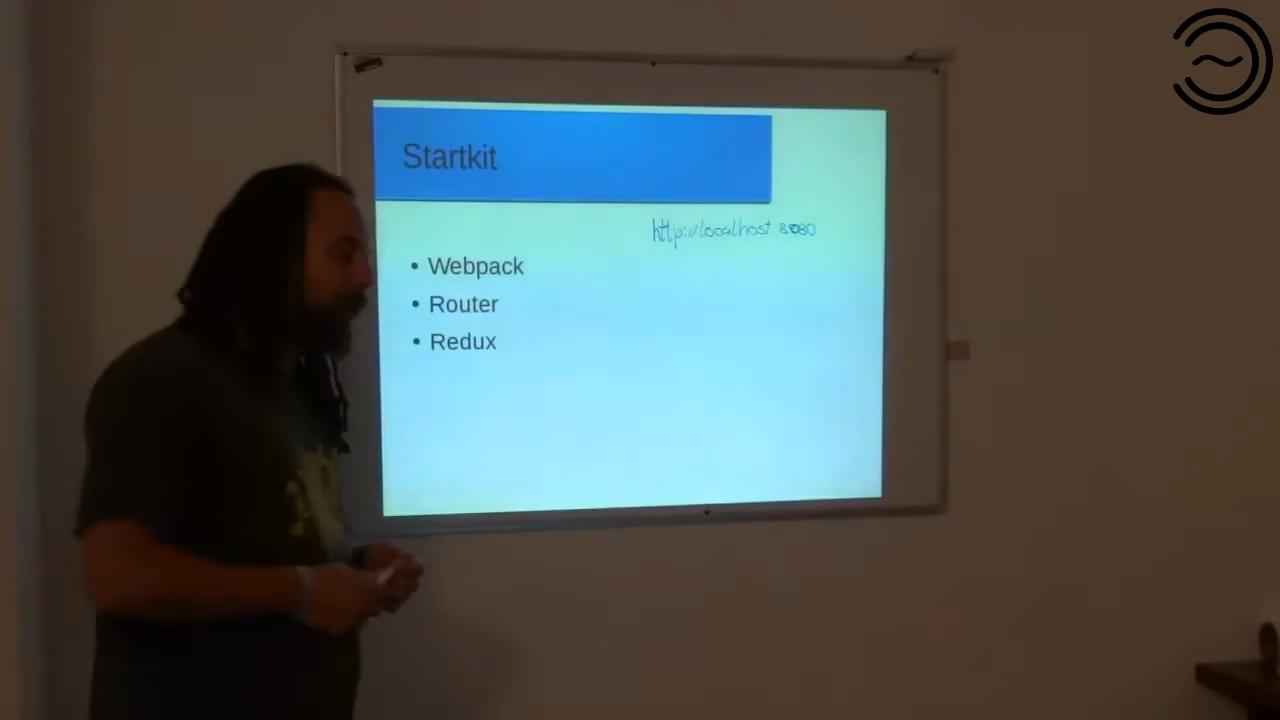 Startkit
http://localhost 8080
• Webpack
• Router
• Redux